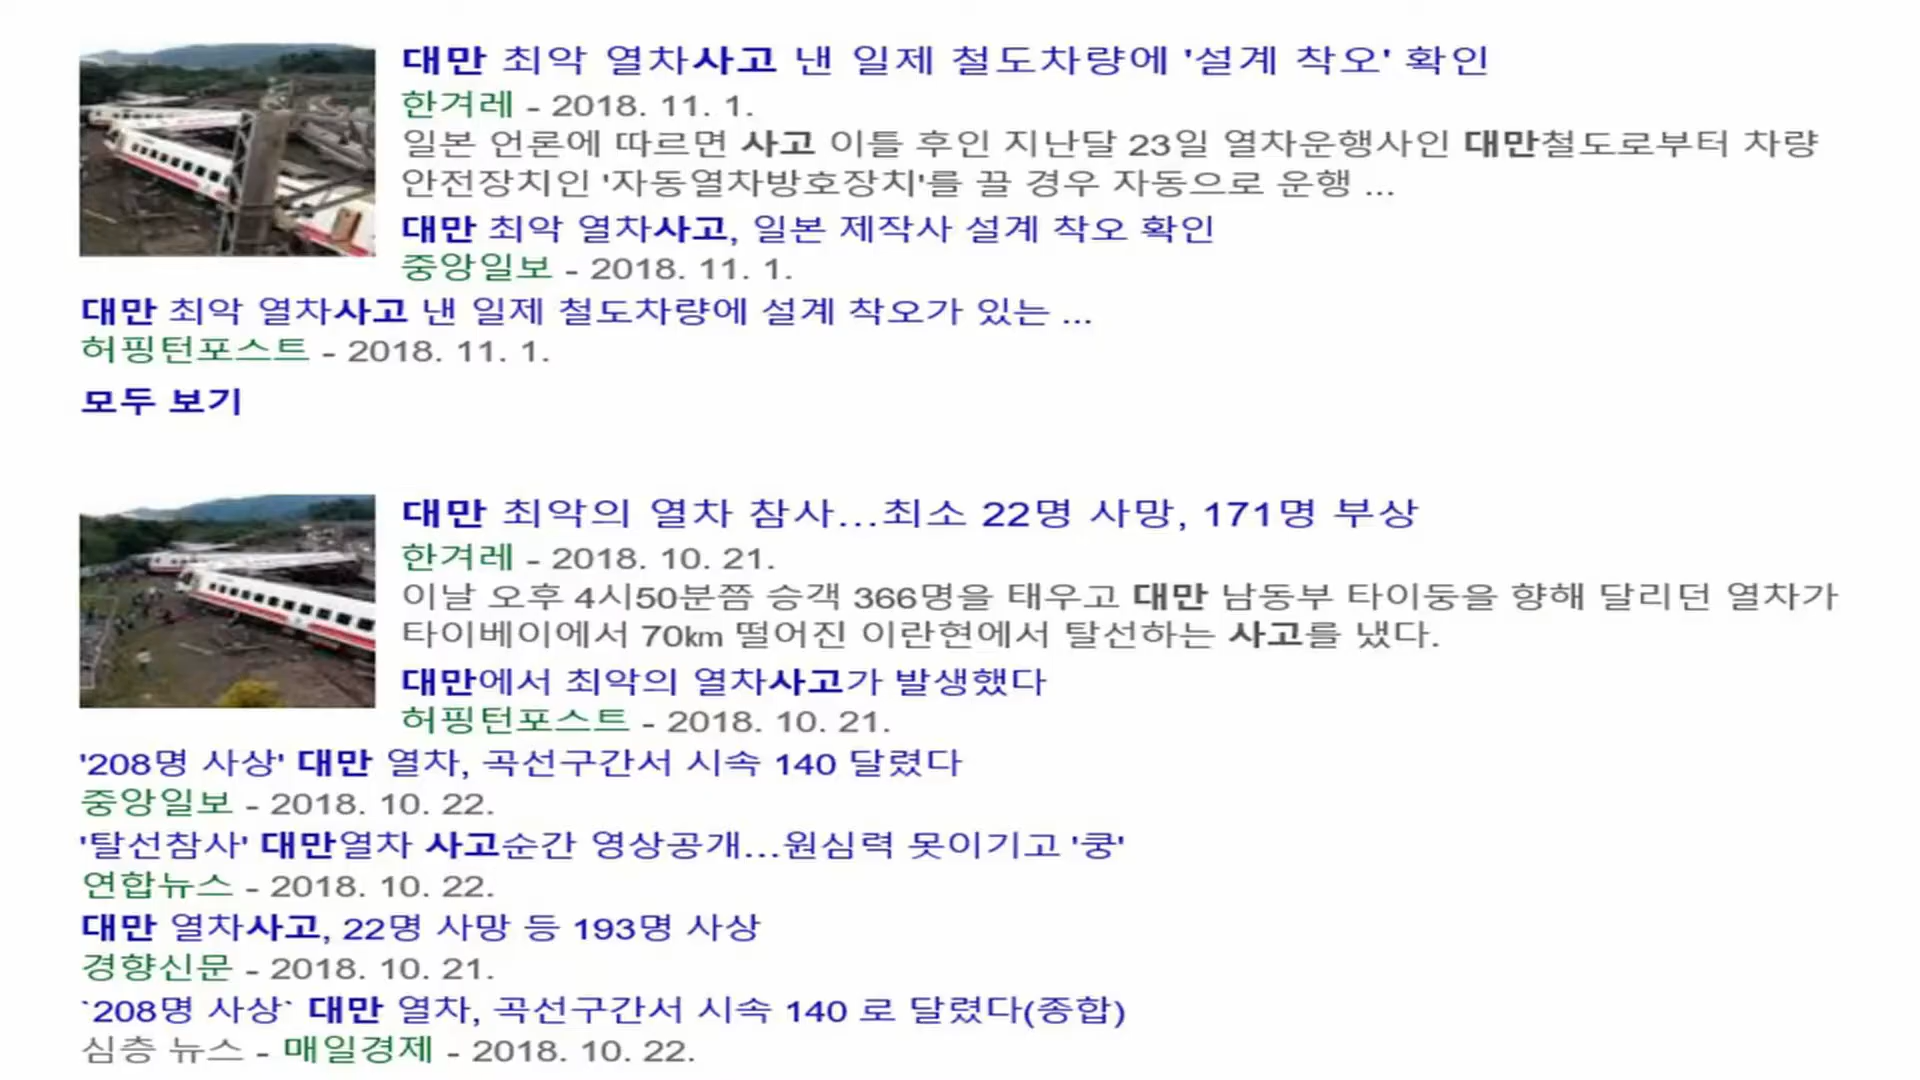 대만 최악 열차사고 낸 일제 철도차량에 '설계 착오' 확인
한겨레 - 2018. 11. 1.
일본 언론에 따르면 사고 이틀 후인 지난달 23일 열차운행사인 대만철도로부터 차량
안전장치인 '자동열차방호장치'를 끌 경우 자동으로 운행 ...
대만 최악 열차사고, 일본 제작사 설계 착오 확인
중앙일보 - 2018. 11. 1.
대만 최악 열차사고 낸 일제 철도차량에 설계 착오가 있는 ...
허핑턴포스트 - 2018. 11. 1.
모두 보기
대만 최악의 열차 참사...최소 22명 사망, 171명 부상
한겨레 - 2018. 10. 21.
이날 오후 4시50분쯤 승객 366명을 태우고 대만 남동부 타이둥을 향해 달리던 열차가
타이베이에서 70㎞ 떨어진 이란현에서 탈선하는 사고를 냈다.
대만에서 최악의 열차사고가 발생했다
허핑턴포스트 - 2018. 10. 21.
'208명 사상' 대만 열차, 곡선구간서 시속 140 달렸다
중앙일보 - 2018. 10. 22.
'탈선참사' 대만열차 사고순간 영상공개...원심력 못이기고 '쿵'
연합뉴스 - 2018. 10. 22.
대만 열차사고, 22명 사망 등 193명 사상
경향신문 - 2018. 10. 21.
`208명 사상` 대만 열차, 곡선구간서 시속 140 로 달렸다(종합)
심층 뉴스 - 매일경제 - 2018. 10. 22.